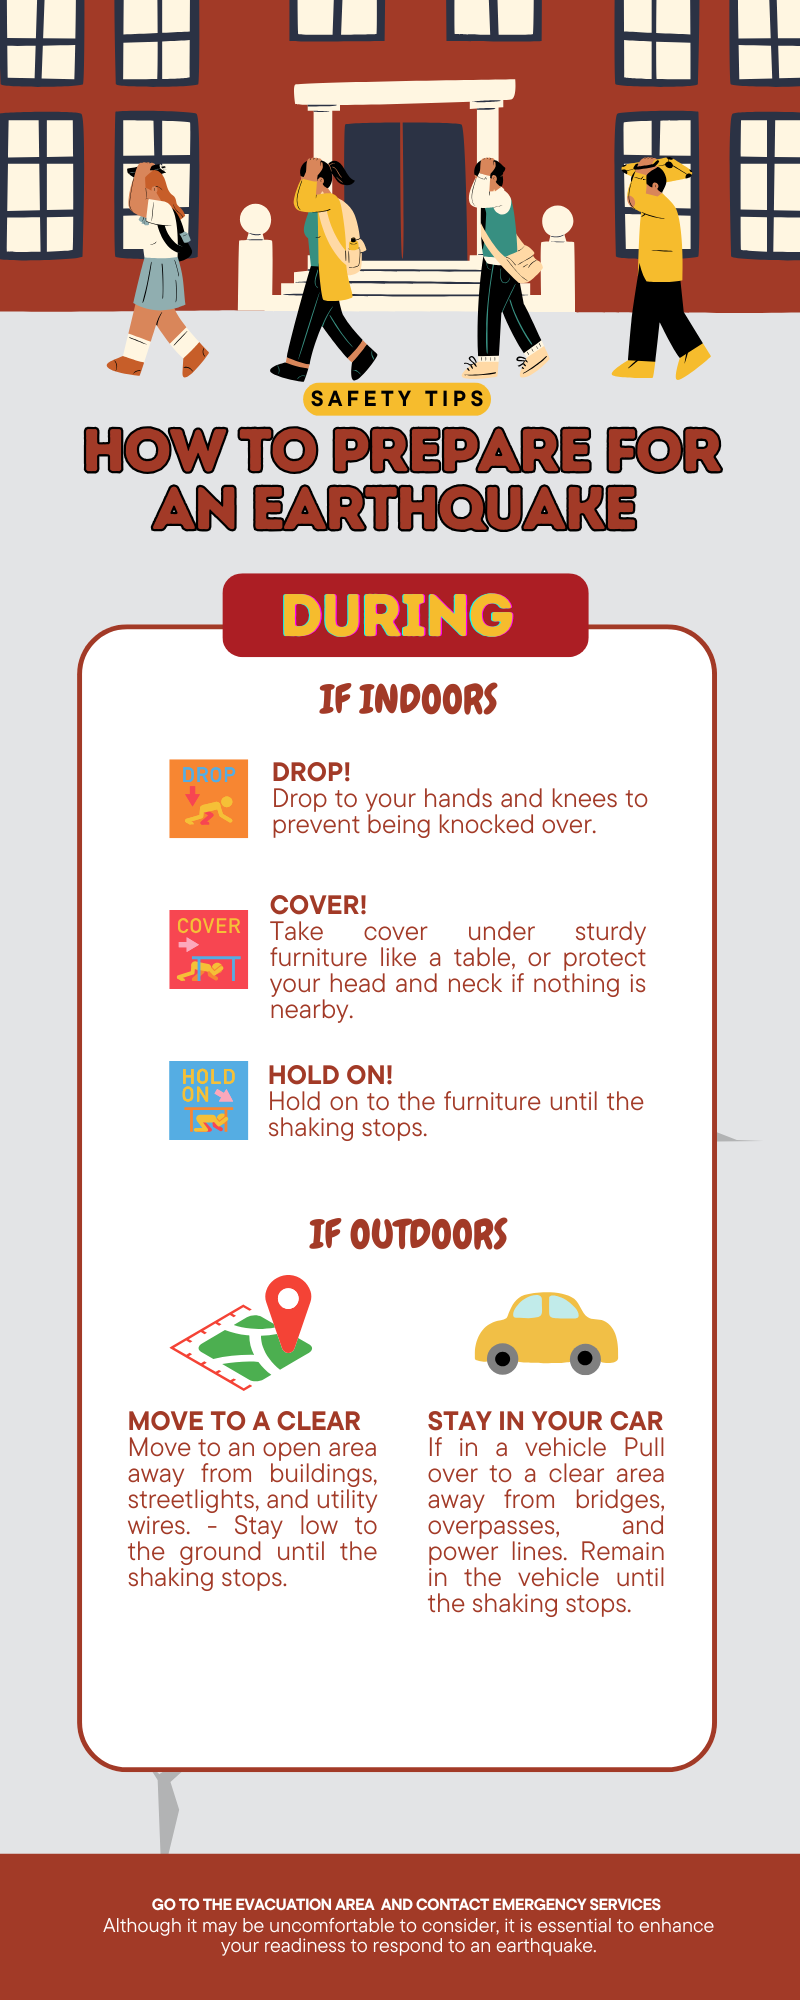 SAFETY TIPS
HOW TO PREPARE FOR
AN EARTHQUAKE
DURING
IF INDOORS
DROP
DROP!
Drop to your hands and knees to
prevent being knocked over.
COVER
COVER!
Take cover under sturdy
furniture like a table, or protect
your head and neck if nothing is
nearby.
HOLD
ON
HOLD ON!
Hold on to the furniture until the
shaking stops.
IF OUTDOORS
MOVE TO A CLEAR
Move to an open area
away from buildings,
streetlights, and utility
wires. - Stay low to
the ground until the
shaking stops.
STAY IN YOUR CAR
If in a vehicle Pull
over to a clear area
away from bridges,
overpasses, and
power lines. Remain
in the vehicle until
the shaking stops.
GO TO THE EVACUATION AREA AND CONTACT EMERGENCY SERVICES
Although it may be uncomfortable to consider, it is essential to enhance
your readiness to respond to an earthquake.